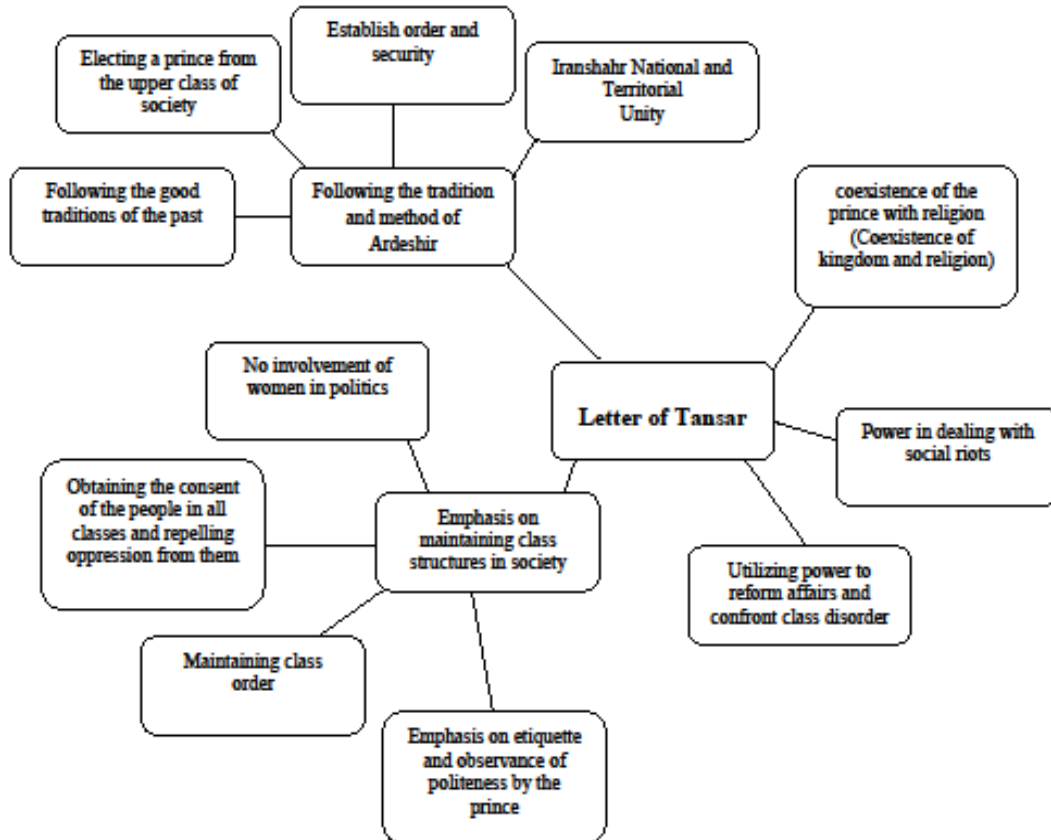 Establish order and
security
Electing a prince from
the upper class of
society
Iranshahr National and
Territorial
Unity
Following the good
traditions of the past
Following the tradition
and method of
Ardeshir
coexistence of the
prince with religion
(Coexistence of
kingdom and religion)
No involvement of
women in politics
Letter of Tansar
Power in dealing with
social riots
Obtaining the consent
of the people in all
classes and repelling
oppression from them
Emphasis on
maintaining class
structures in society
Utilizing power to
reform affairs and
confront class disorder
Maintaining class
order
Emphasis on etiquette
and observance of
politeness by the
prince